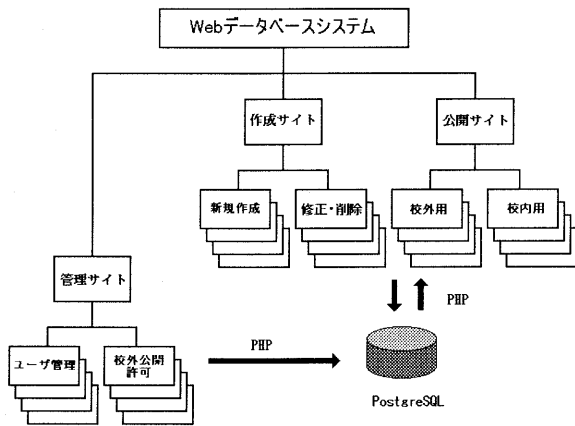 Webデータベースシステム
作成サイト
公開サイト
新規作成
修正・削除
校外用
校内用
管理サイト
PHP
ユーザ管理
校外公開
許可
PHP
PostgreSQL